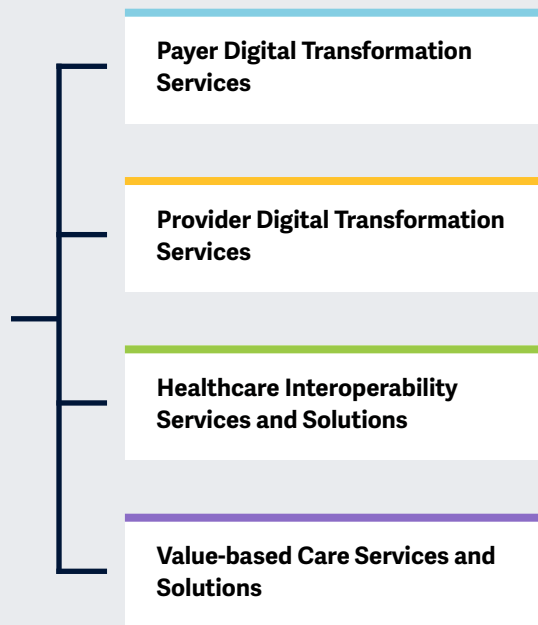 Payer Digital Transformation
Services
Provider Digital Transformation
Services
Healthcare Interoperability
Services and Solutions
Value-based Care Services and
Solutions